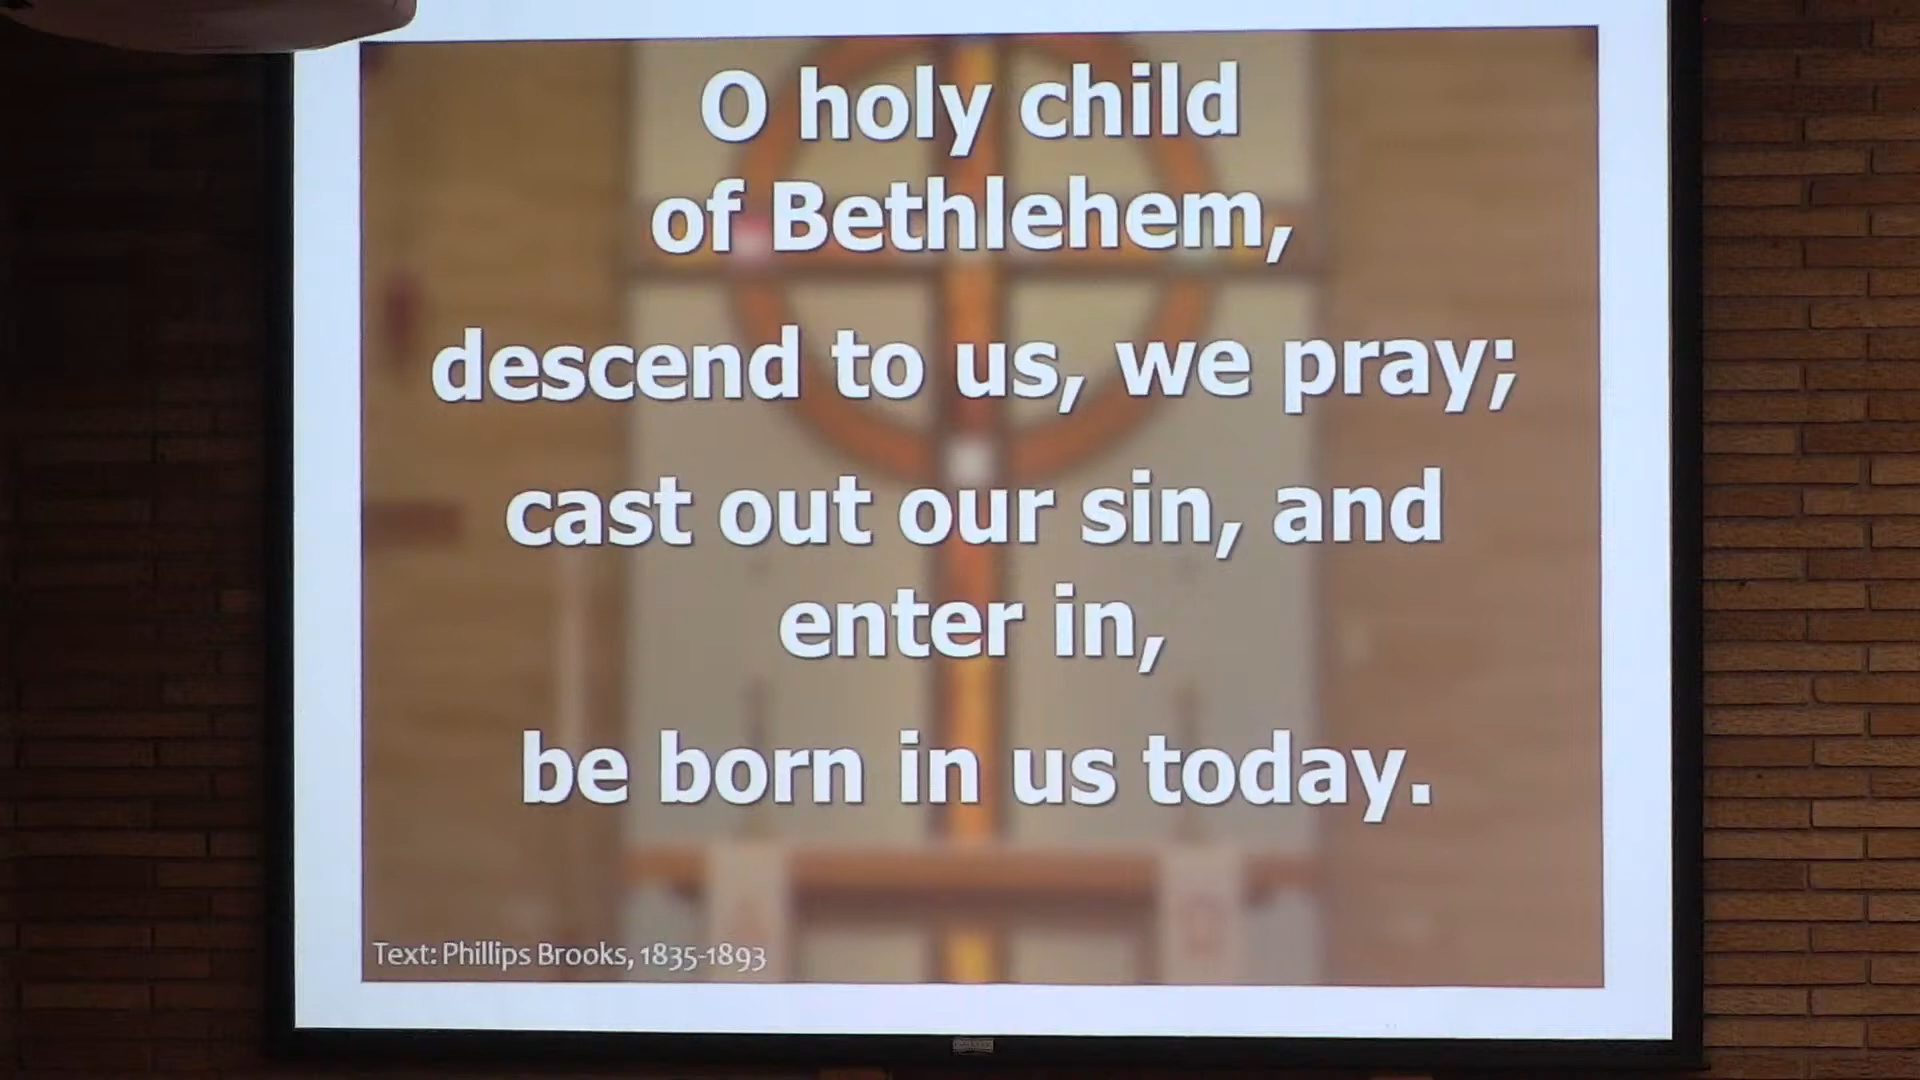 O holy child
of Bethlehem,
descend to us, we pray;
cast out our sin, and
enter in,
be born in us today.
Text: Phillips Brooks, 1835-1893